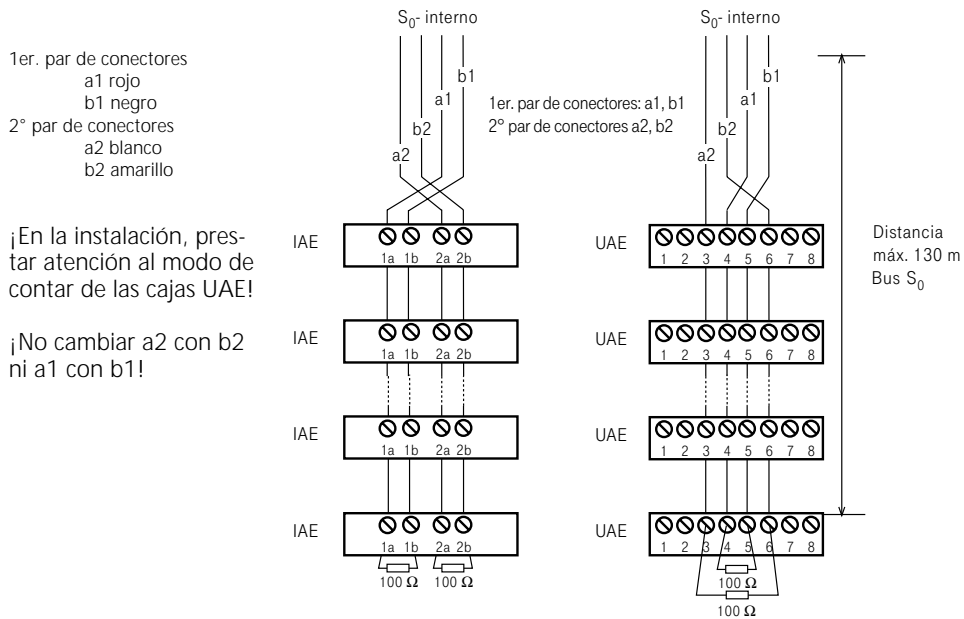 S₀- interno
S₀- interno
1er. par de conectores
a1 rojo
b1 negro
2° par de conectores
a2 blanco
b2 amarillo
¡En la instalación, pres-
tar atención al modo de
contar de las cajas UAE!
¡No cambiar a2 con b2
ni a1 con b1!
b1
a1
b2
a2
1er. par de conectores: a1, b1
2º par de conectores a2, b2
b1
a1
b2
a2
IAE
1a 1b 2a 2b
IAE
1a 1b 2a 2b
IAE
1a 1b 2a 2b
IAE
1a 1b 2a 2b
100 Ω 100 Ω
UAE
1 2 3 4 5 6 7 8
UAE
1 2 3 4 5 6 7 8
UAE
1 2 3 4 5 6 7 8
UAE
1 2 3 4 5 6 7 8
100 Ω
100 Ω
Distancia
máx. 130 m
Bus S₀